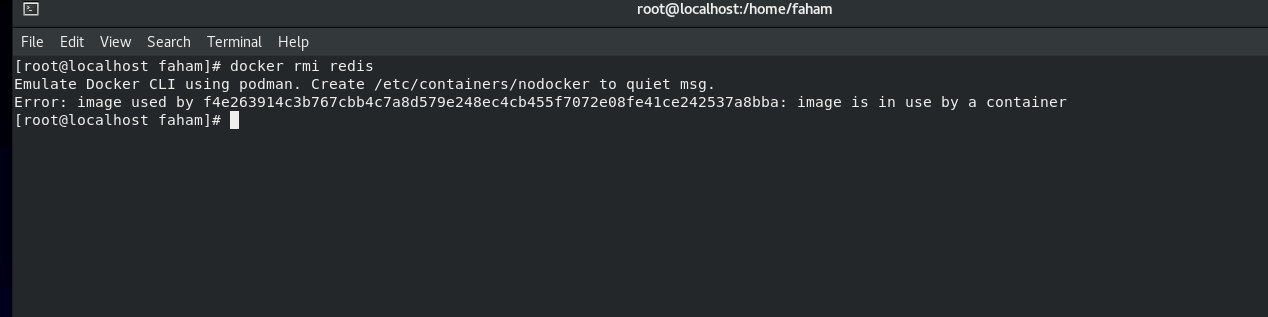 root@localhost:/home/faham
File Edit View Search Terminal Help
[root@localhost faham]# docker rmi redis
Emulate Docker CLI using podman. Create /etc/containers/nodocker to quiet msg.
Error: image used by f4e263914c3b767cbb4c7a8d579e248ec4cb455f7072e08fe41ce242537a8bba: image is in use by a container
[root@localhost faham]#